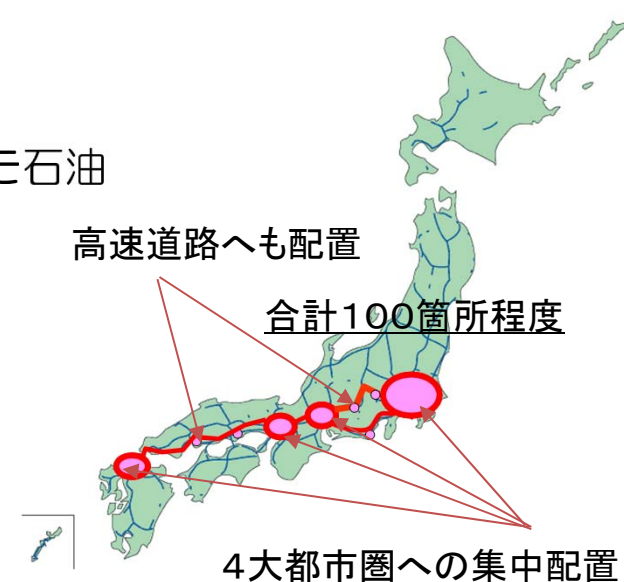 モ石油
高速道路へも配置
合計１００箇所程度
４大都市圏への集中配置